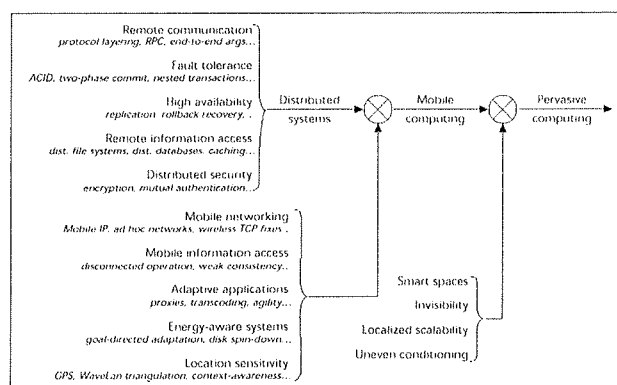 Remote communication
protocol layering, RPC, end-to-end args...
Fault tolerance
ACID, two-phase commit, nested transactions...
High availability
replication, rollback recovery, . .
Remote information access
dist. file systems, dist. databases, caching...
Distributed security
encryption, mutual authentication...
Distributed
systems
Mobile
computing
Pervasive
computing
Mobile networking
Mobile IP, ad hoc networks, wireless TCP fixes . .
Mobile information access
disconnected operation, weak consistency. .
Adaptive applications
proxies, transcoding, agility...
Energy-aware systems
goal-directed adaptation, disk spin-down...
Location sensitivity
GPS, WaveLan triangulation, context-awareness...
Smart spaces
Invisibility
Localized scalability
Uneven conditioning